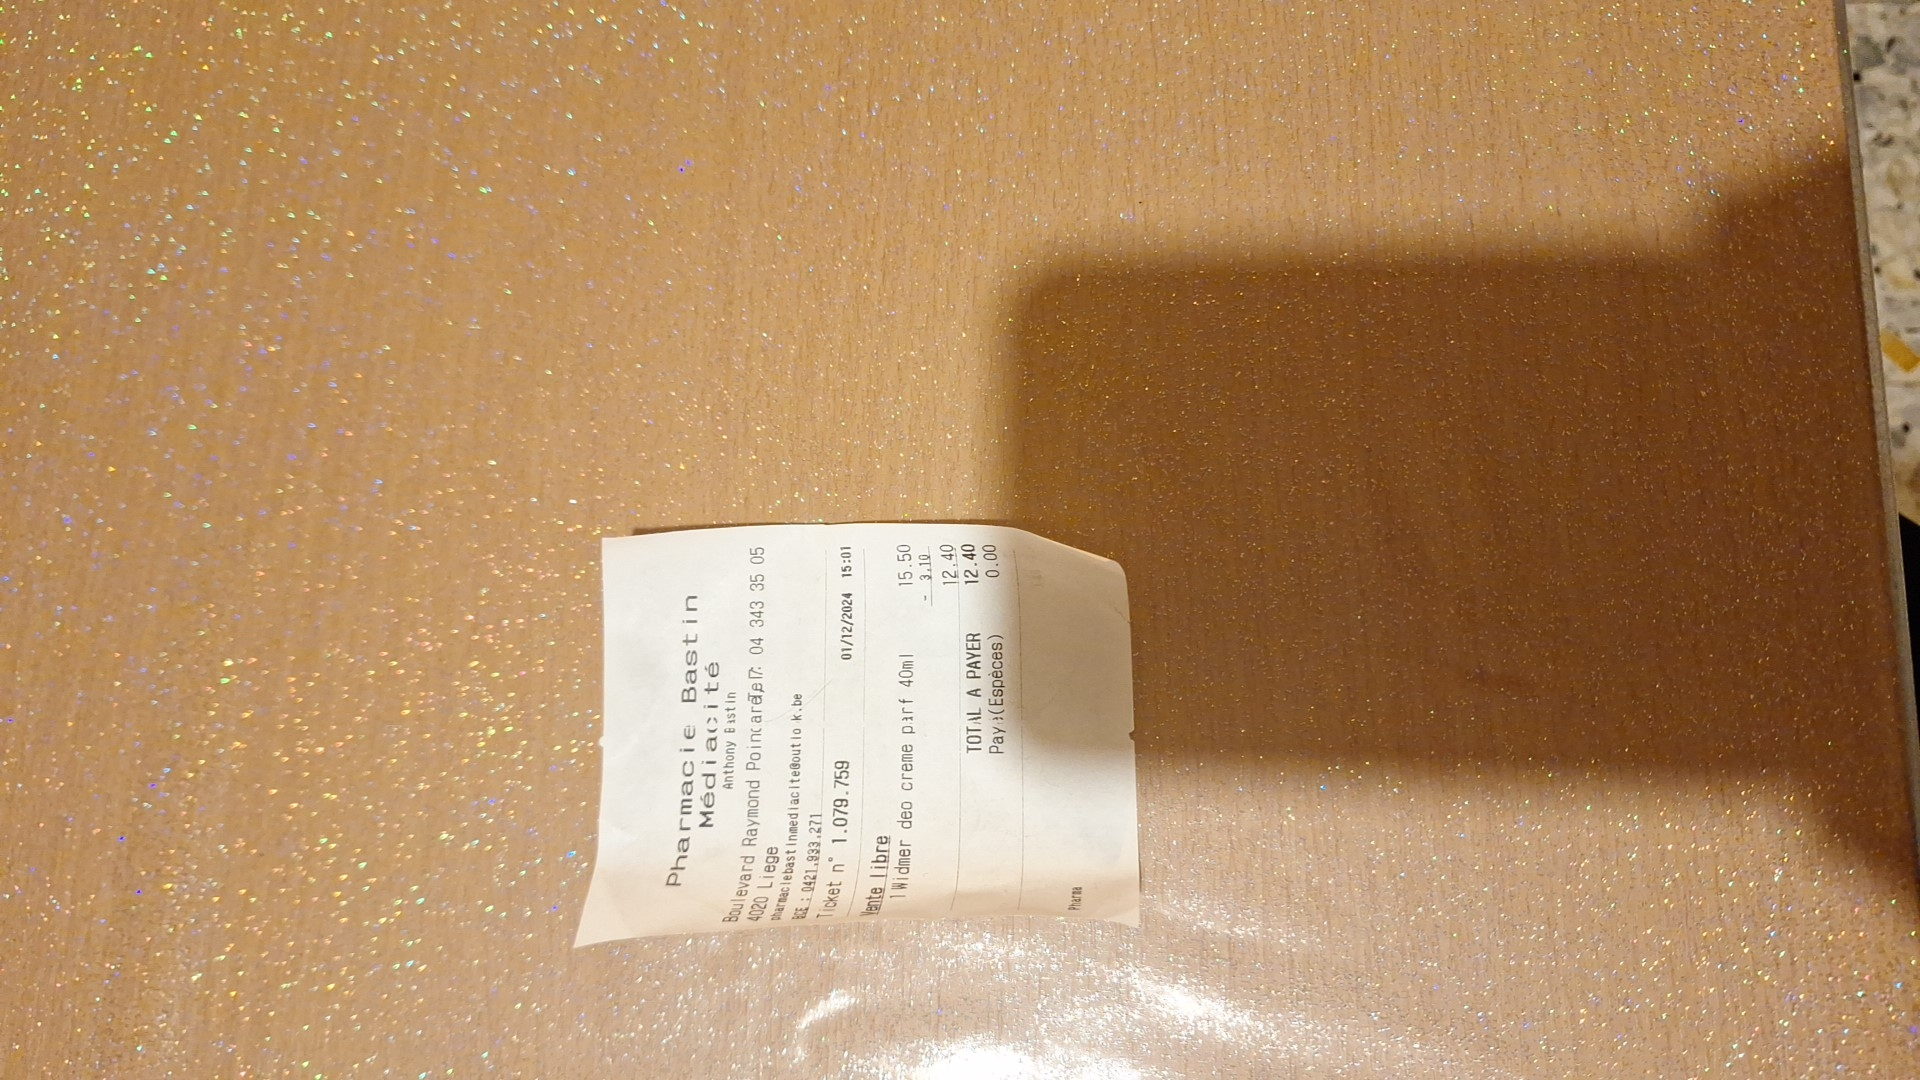 Pharmacie Bastin
Médiacité
Anthony Bastin
Boulevard Raymond Poincaré, 7
4020 Liege 04 343 35 05
pharmaciebastinmediacite@outlook.be
BCE : 0421.933.271
Ticket n° 1.079.759 01/12/2024 15:01
Vente libre
1 Widmer deo creme parf 40ml 15.50
- 3.10
12.40
TOTAL A PAYER 12.40
Payé(Espèces) 0.00
Pharma